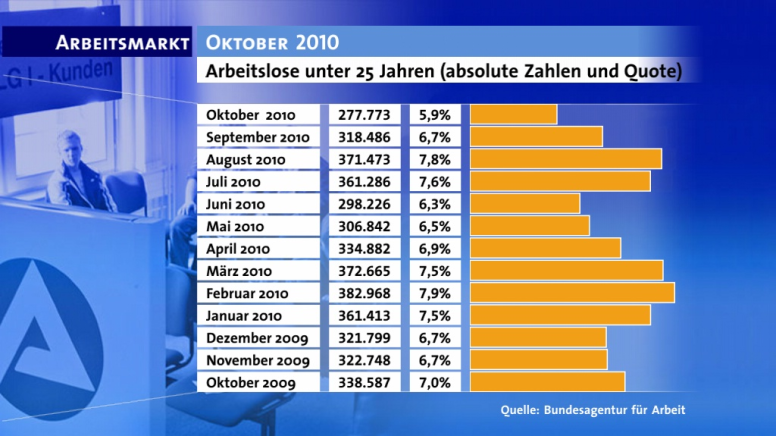 ARBEITSMARKT OKTOBER 2010
LG I - Kunden
Arbeitslose unter 25 Jahren (absolute Zahlen und Quote)
Oktober 2010 277.773 5,9%
September 2010 318.486 6,7%
August 2010 371.473 7,8%
Juli 2010 361.286 7,6%
Juni 2010 298.226 6,3%
Mai 2010 306.842 6,5%
April 2010 334.882 6,9%
März 2010 372.665 7,5%
Februar 2010 382.968 7,9%
Januar 2010 361.413 7,5%
Dezember 2009 321.799 6,7%
November 2009 322.748 6,7%
Oktober 2009 338.587 7,0%
Quelle: Bundesagentur für Arbeit